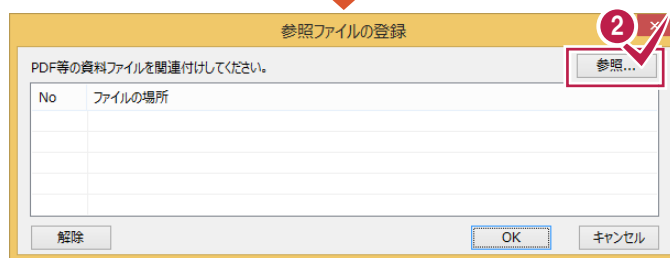 参照ファイルの登録
2
×
PDF等の資料ファイルを関連付けしてください。
参照...
No ファイルの場所
解除 OK キャンセル